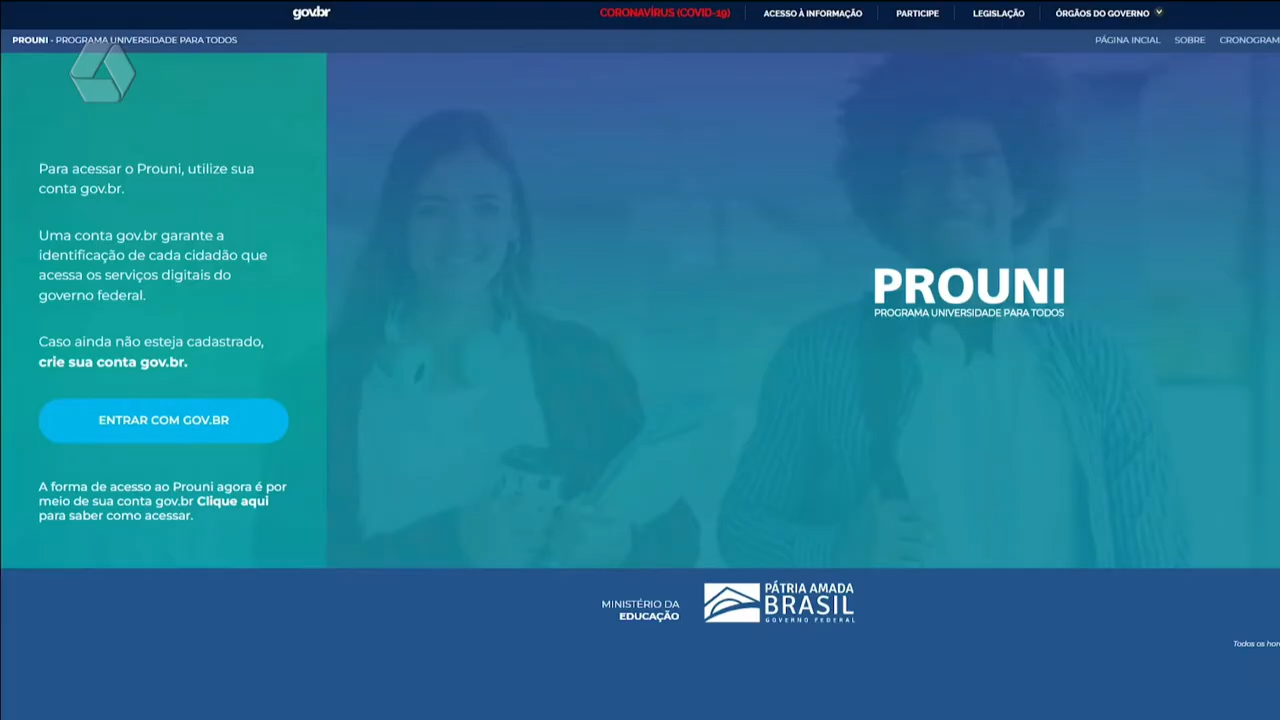 gov.br
CORONAVÍRUS (COVID-19)
ACESSO À INFORMAÇÃO
PARTICIPE
LEGISLAÇÃO
ÓRGÃOS DO GOVERNO
PROUNI - PROGRAMA UNIVERSIDADE PARA TODOS
PÁGINA INCIAL
SOBRE
CRONOGRAM
Para acessar o Prouni, utilize sua
conta gov.br.
Uma conta gov.br garante a
identificação de cada cidadão que
acessa os serviços digitais do
governo federal.
Caso ainda não esteja cadastrado,
crie sua conta gov.br.
ENTRAR COM GOV.BR
A forma de acesso ao Prouni agora é por
meio de sua conta gov.br Clique aqui
para saber como acessar.
PROUNI
PROGRAMA UNIVERSIDADE PARA TODOS
MINISTÉRIO DA
EDUCAÇÃO
PÁTRIA AMADA
BRASIL
GOVERNO FEDERAL
Todos os hor